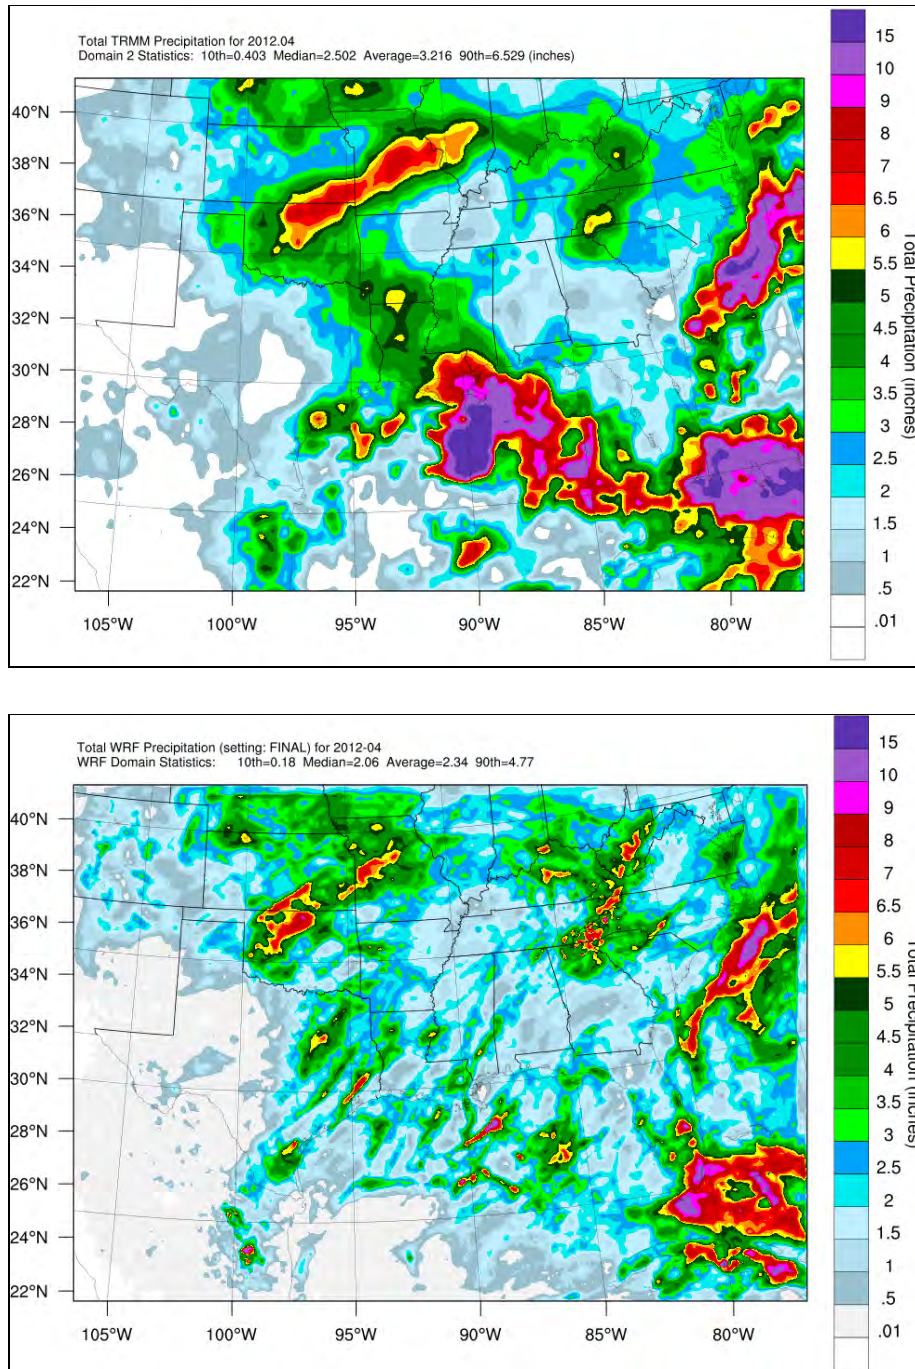 Total TRMM Precipitation for 2012.04
Domain 2 Statistics: 10th=0.403 Median=2.502 Average=3.216 90th=6.529 (inches)
40°N
38°N
36°N
34°N
32°N
30°N
28°N
26°N
24°N
22°N
105°W 100°W 95°W 90°W 85°W 80°W
15
10
9
8
7
6.5
6
5.5
5
4.5
4
3.5
3
2.5
2
1.5
1
.5
.01
Total Precipitation (inches)
Total WRF Precipitation (setting: FINAL) for 2012-04
WRF Domain Statistics: 10th=0.18 Median=2.06 Average=2.34 90th=4.77
40°N
38°N
36°N
34°N
32°N
30°N
28°N
26°N
24°N
22°N
105°W 100°W 95°W 90°W 85°W 80°W
15
10
9
8
7
6.5
6
5.5
5
4.5
4
3.5
3
2.5
2
1.5
1
.5
.01
Total Precipitation (inches)